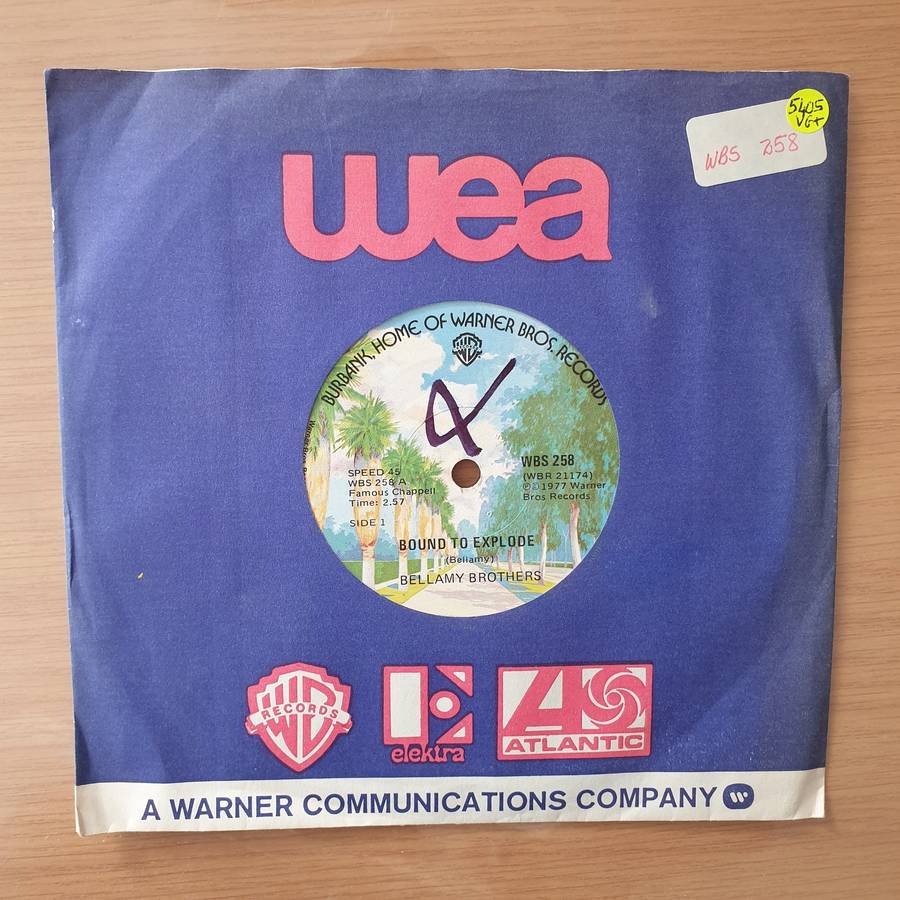 5405
VG+
WBS 258
wea
BURBANK, HOME OF WARNER BROS. RECORDS
SPEED 45
WBS 258 A
Famous Chappell
Time: 2.57
SIDE 1
WBS 258
(WBR 21174)
℗©1977 Warner
Bros Records
BOUND TO EXPLODE
(Bellamy)
BELLAMY BROTHERS
RECORDS
elektra
ATLANTIC
A WARNER COMMUNICATIONS COMPANY